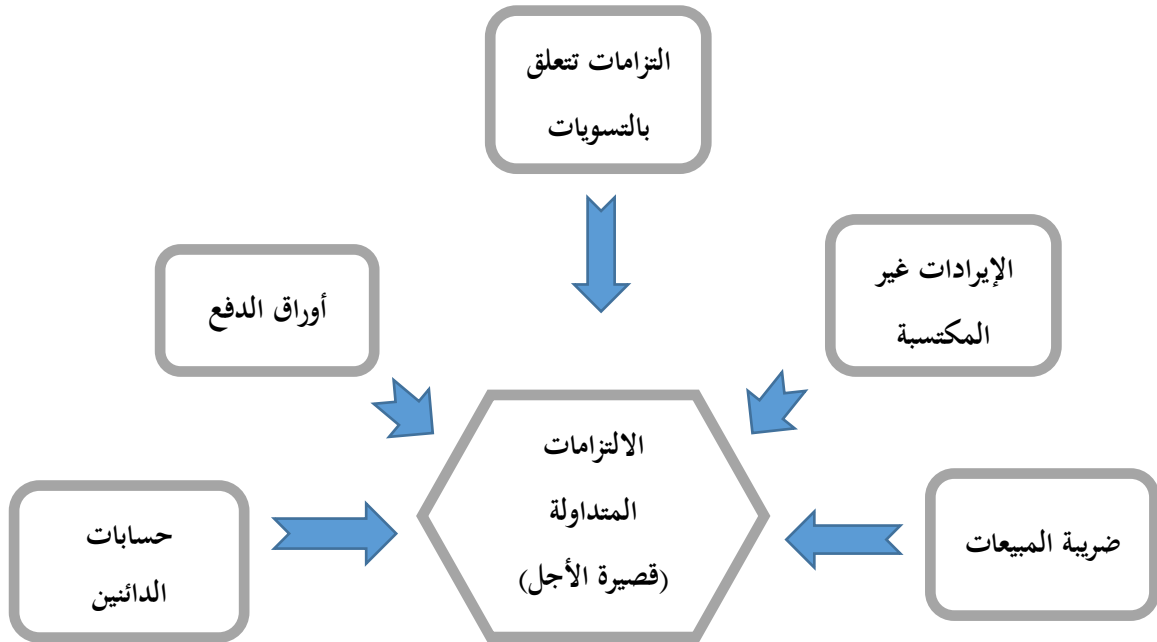 التزامات تتعلق
بالتسويات
الإيرادات غير
المكتسبة
أوراق الدفع
الالتزامات
المتداولة
(قصيرة الأجل)
ضريبة المبيعات
حسابات
الدائنين